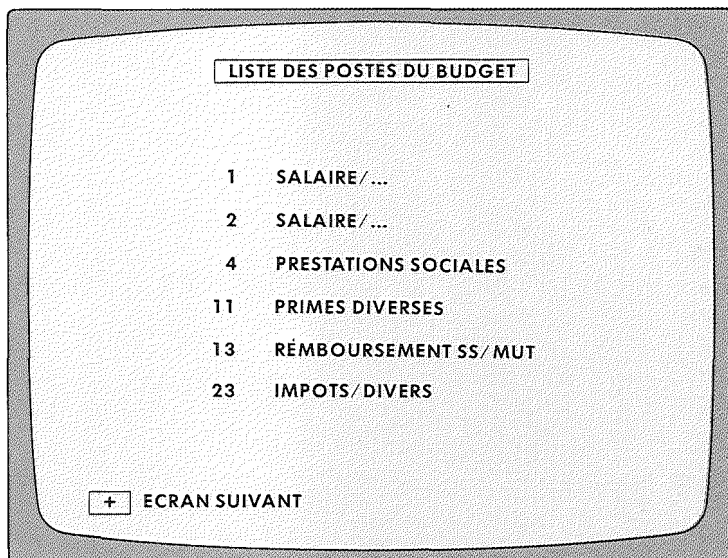 LISTE DES POSTES DU BUDGET
1 SALAIRE/...
2 SALAIRE/...
4 PRESTATIONS SOCIALES
11 PRIMES DIVERSES
13 REMBOURSEMENT SS/MUT
23 IMPOTS/DIVERS
+ ECRAN SUIVANT